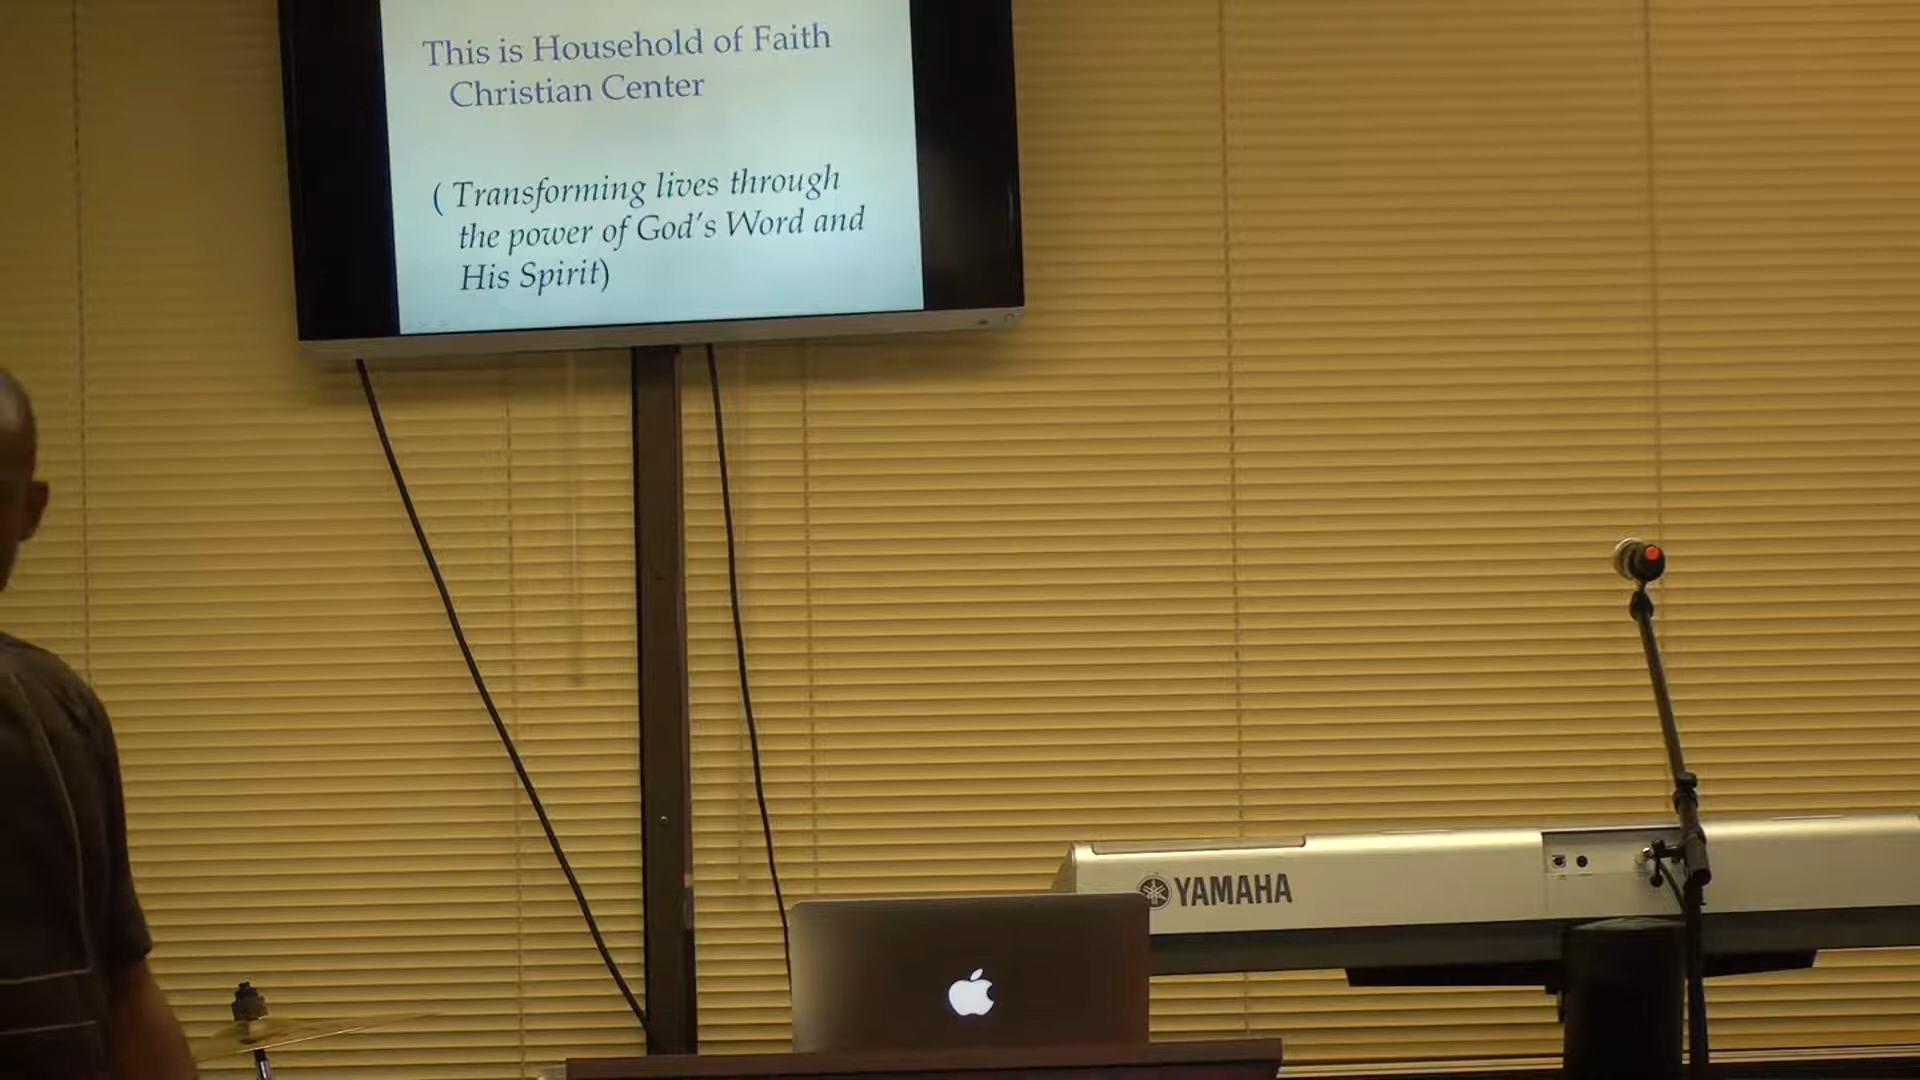 This is Household of Faith
Christian Center
( Transforming lives through
the power of God's Word and
His Spirit)
YAMAHA